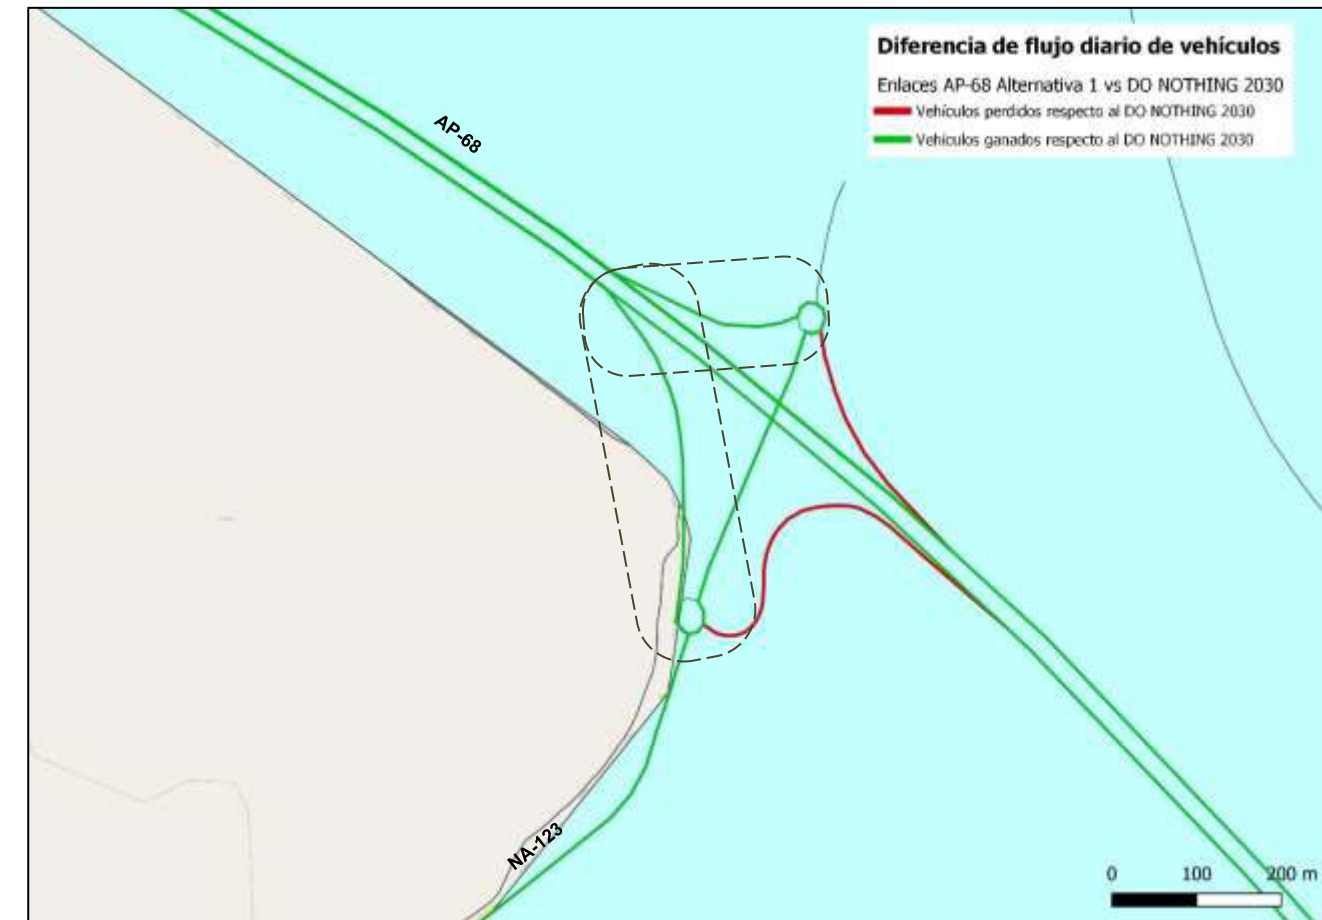 Diferencia de flujo diario de vehículos
Enlaces AP-68 Alternativa 1 vs DO NOTHING 2030
Vehículos perdidos respecto al DO NOTHING 2030
Vehículos ganados respecto al DO NOTHING 2030
AP-68
NA-123
0 100 200 m